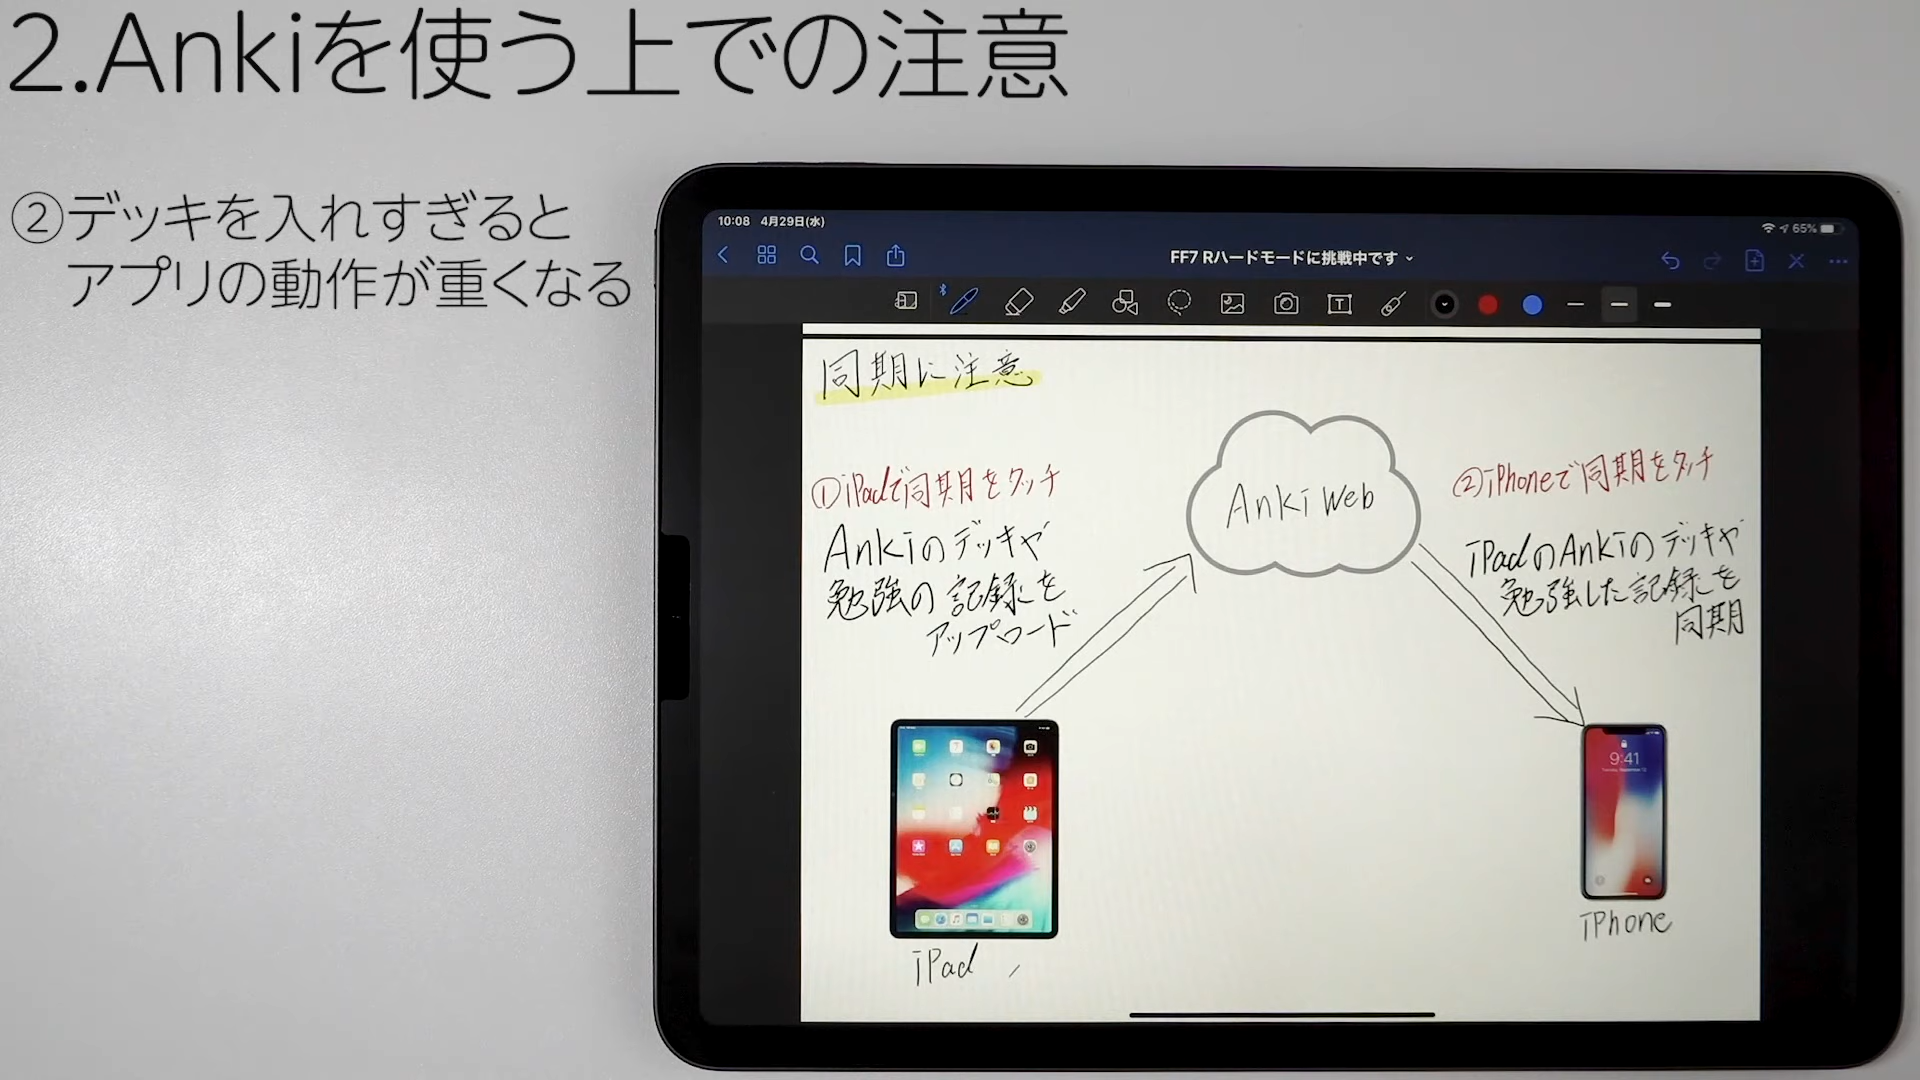 2.Ankiを使う上での注意
②デッキを入れすぎると
アプリの動作が重くなる
10:08 4月29日(水)
65%
FF7 Rハードモードに挑戦中です
同期に注意
①iPadで同期をタッチ
Ankiのデッキや
勉強の記録を
アップロード
Anki Web
②iPhoneで同期をタッチ
iPadのAnkiのデッキや
勉強した記録を
同期
9:41
iPad
iPhone